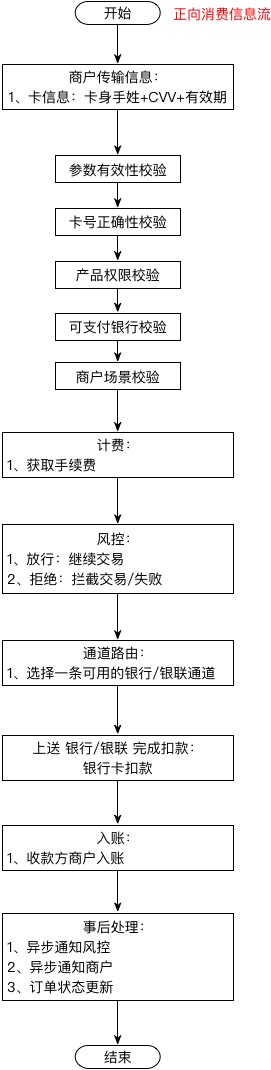 开始
正向消费信息流
商户传输信息：
1、卡信息：卡身手姓+CVV+有效期
参数有效性校验
卡号正确性校验
产品权限校验
可支付银行校验
商户场景校验
计费：
1、获取手续费
风控：
1、放行：继续交易
2、拒绝：拦截交易/失败
通道路由：
1、选择一条可用的银行/银联通道
上送 银行/银联 完成扣款：
银行卡扣款
入账：
1、收款方商户入账
事后处理：
1、异步通知风控
2、异步通知商户
3、订单状态更新
结束